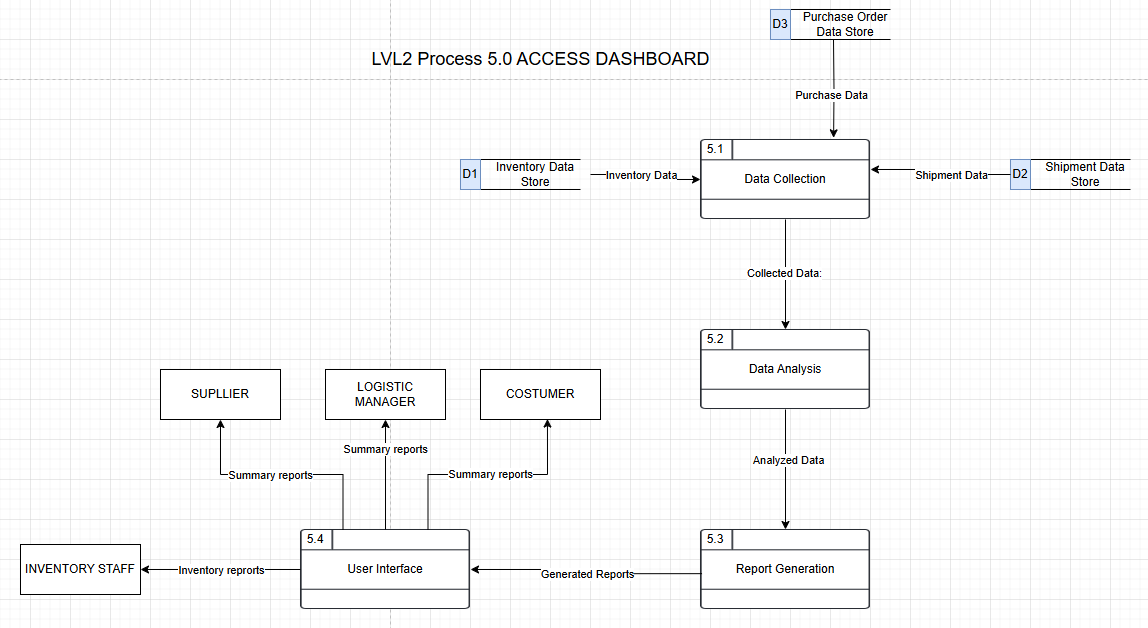 D3
Purchase Order
Data Store
LVL2 Process 5.0 ACCESS DASHBOARD
Purchase Data
5.1
D1
Inventory Data
Store
Inventory Data
Data Collection
Shipment Data
D2
Shipment Data
Store
Collected Data:
5.2
Data Analysis
SUPLLIER
LOGISTIC
MANAGER
COSTUMER
Summary reports
Summary reports
Summary reports
Analyzed Data
5.4
5.3
INVENTORY STAFF
Inventory reprorts
User Interface
Generated Reports
Report Generation